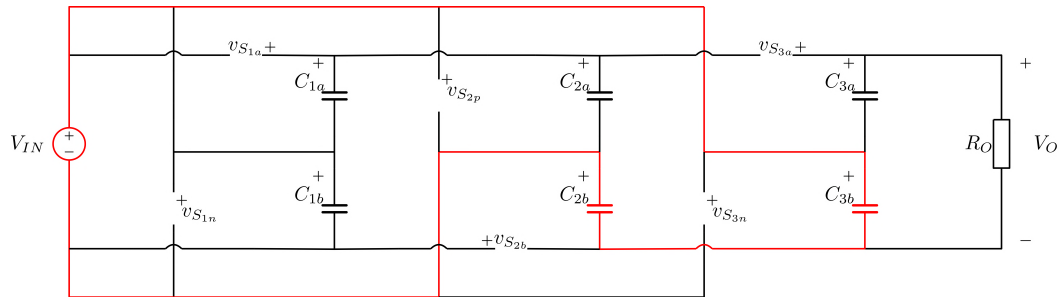 v_{S_{1a}} +
v_{S_{3a}} +
+ + + +
C_{1a} C_{2a} C_{3a}
+ v_{S_{2p}}
V_{IN} + − R_O V_O
+ + +
C_{1b} C_{2b} C_{3b}
+ v_{S_{1n}} + v_{S_{3n}}
+ v_{S_{2b}} −